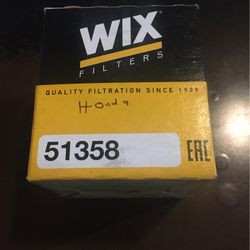 WIX
FILTERS
QUALITY FILTRATION SINCE 1939
Honda
51358
EAC